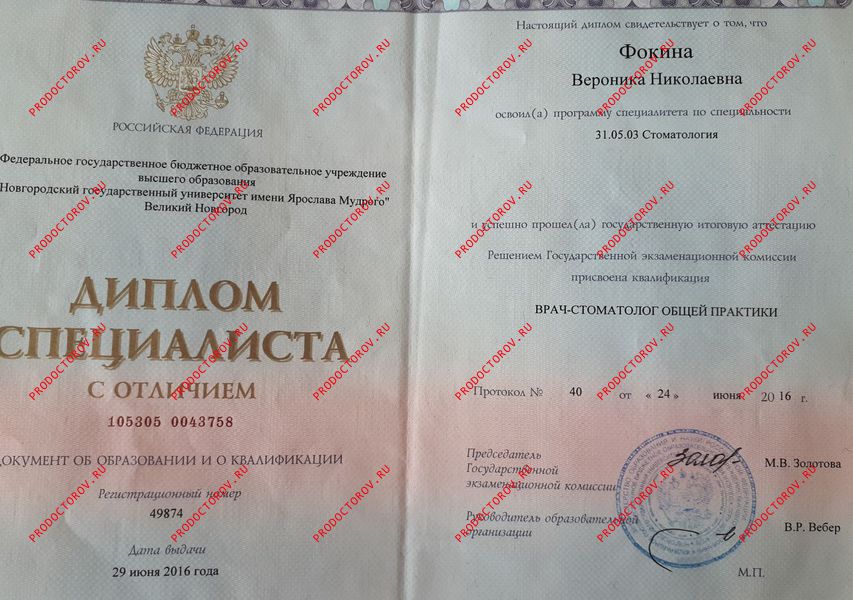 РОССИЙСКАЯ ФЕДЕРАЦИЯ
Федеральное государственное бюджетное образовательное учреждение
высшего образования
Новгородский государственный университет имени Ярослава Мудрого"
Великий Новгород
ДИПЛОМ
СПЕЦИАЛИСТА
С ОТЛИЧИЕМ
105305 0043758
ДОКУМЕНТ ОБ ОБРАЗОВАНИИ И О КВАЛИФИКАЦИИ
Регистрационный номер
49874
Дата выдачи
29 июня 2016 года
Настоящий диплом свидетельствует о том, что
Фокина
Вероника Николаевна
освоил(а) программу специалитета по специальности
31.05.03 Стоматология
и успешно прошел(ла) государственную итоговую аттестацию
Решением Государственной экзаменационной комиссии
присвоена квалификация
ВРАЧ-СТОМАТОЛОГ ОБЩЕЙ ПРАКТИКИ
Протокол № 40 от « 24 » июня 20 16 г.
Председатель
Государственной
экзаменационной комиссии
М.В. Золотова
Руководитель образовательной
организации
В.Р. Вебер
М.П.
PRODOCTOROV.RU